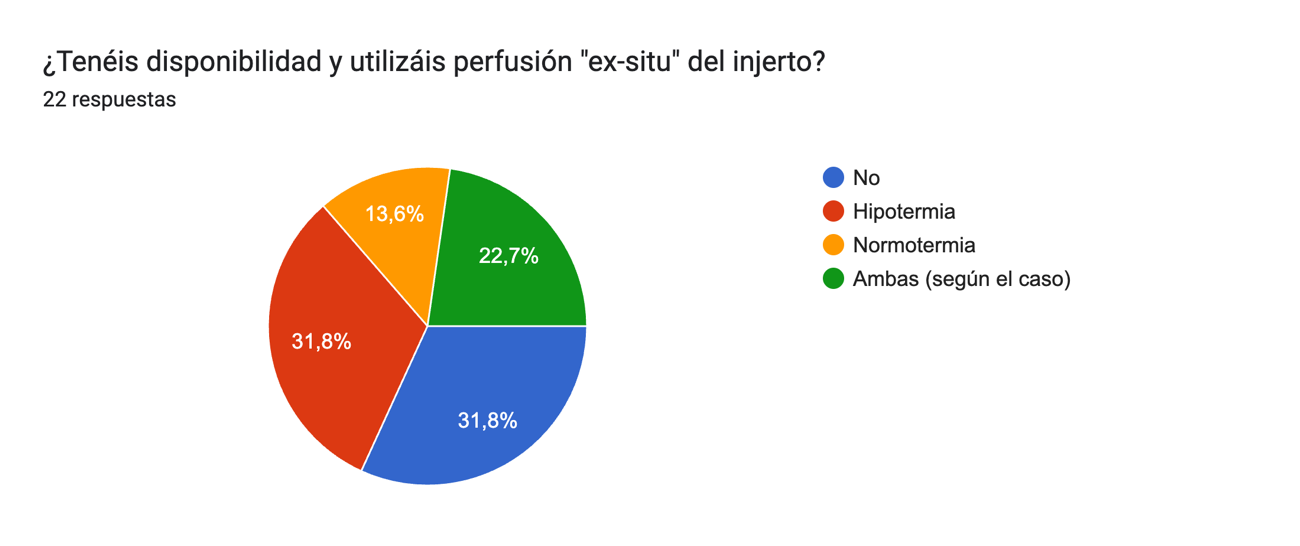 ¿Tenéis disponibilidad y utilizáis perfusión "ex-situ" del injerto?
22 respuestas
13,6%
22,7%
31,8%
31,8%
No
Hipotermia
Normotermia
Ambas (según el caso)